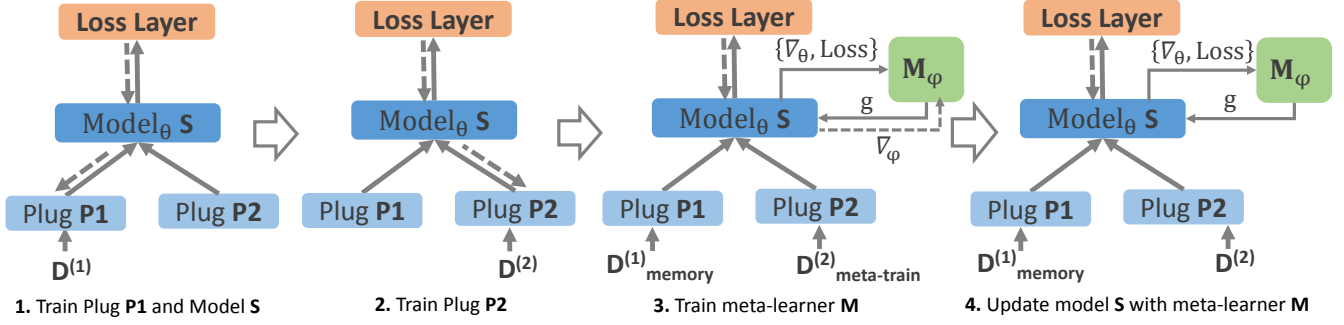 Loss Layer
Model_θ S
Plug P1
Plug P2
D^(1)
1. Train Plug P1 and Model S
Loss Layer
Model_θ S
Plug P1
Plug P2
D^(2)
2. Train Plug P2
Loss Layer
{∇_θ, Loss}
M_φ
g
Model_θ S
∇_φ
Plug P1
Plug P2
D^(1)_memory
D^(2)_meta-train
3. Train meta-learner M
Loss Layer
{∇_θ, Loss}
M_φ
g
Model_θ S
Plug P1
Plug P2
D^(1)_memory
D^(2)
4. Update model S with meta-learner M